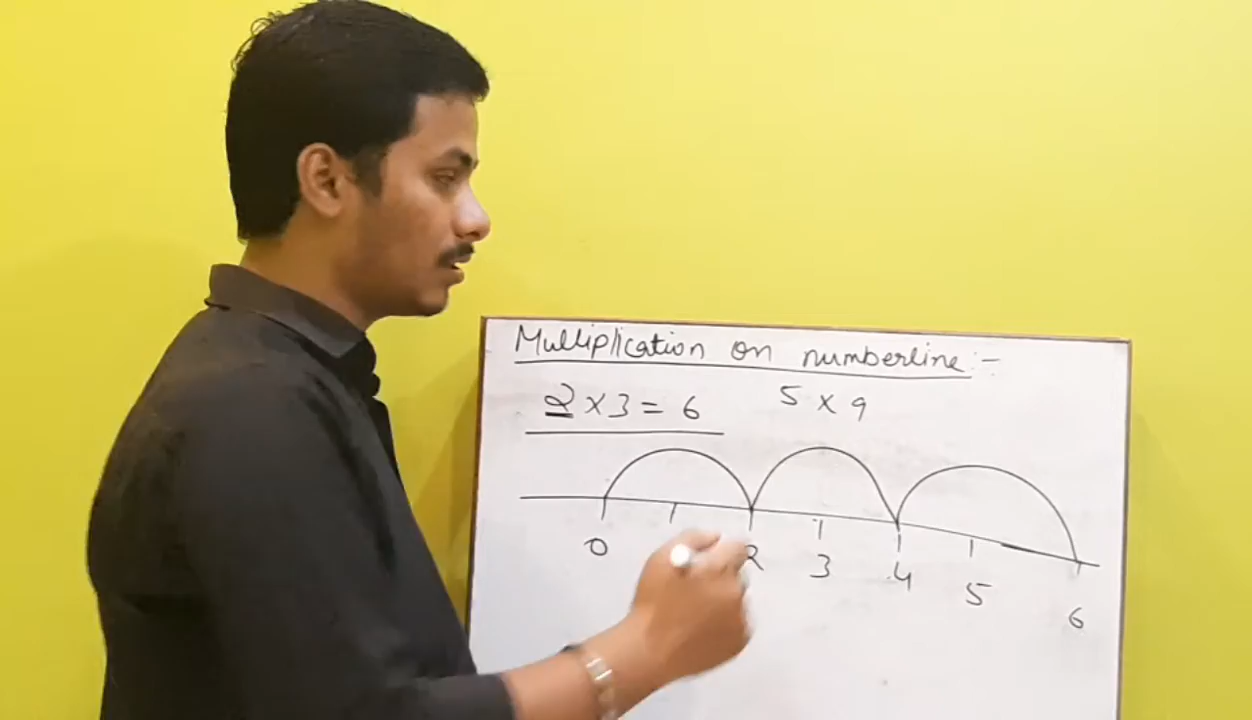 Multiplication on numberline :-
2 x 3 = 6 5 x 9
0 2 3 4 5 6